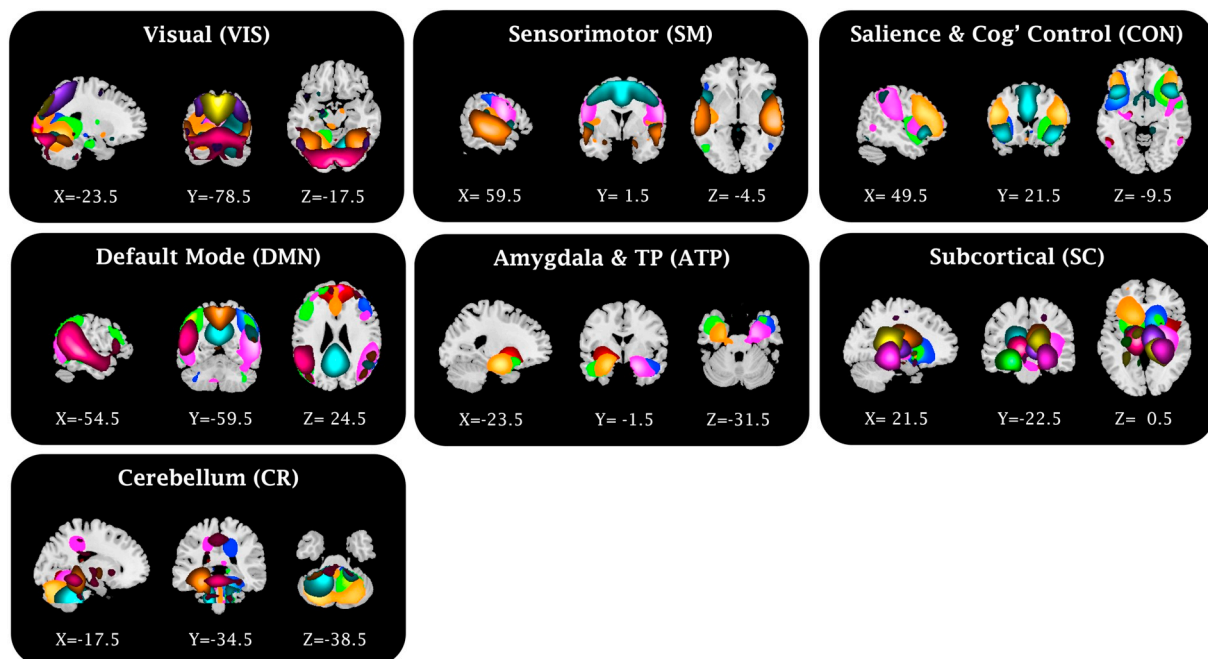 Visual (VIS)
X=-23.5 Y=-78.5 Z=-17.5
Sensorimotor (SM)
X= 59.5 Y= 1.5 Z= -4.5
Salience & Cog' Control (CON)
X= 49.5 Y= 21.5 Z= -9.5
Default Mode (DMN)
X=-54.5 Y=-59.5 Z= 24.5
Amygdala & TP (ATP)
X=-23.5 Y= -1.5 Z=-31.5
Subcortical (SC)
X= 21.5 Y=-22.5 Z= 0.5
Cerebellum (CR)
X=-17.5 Y=-34.5 Z=-38.5